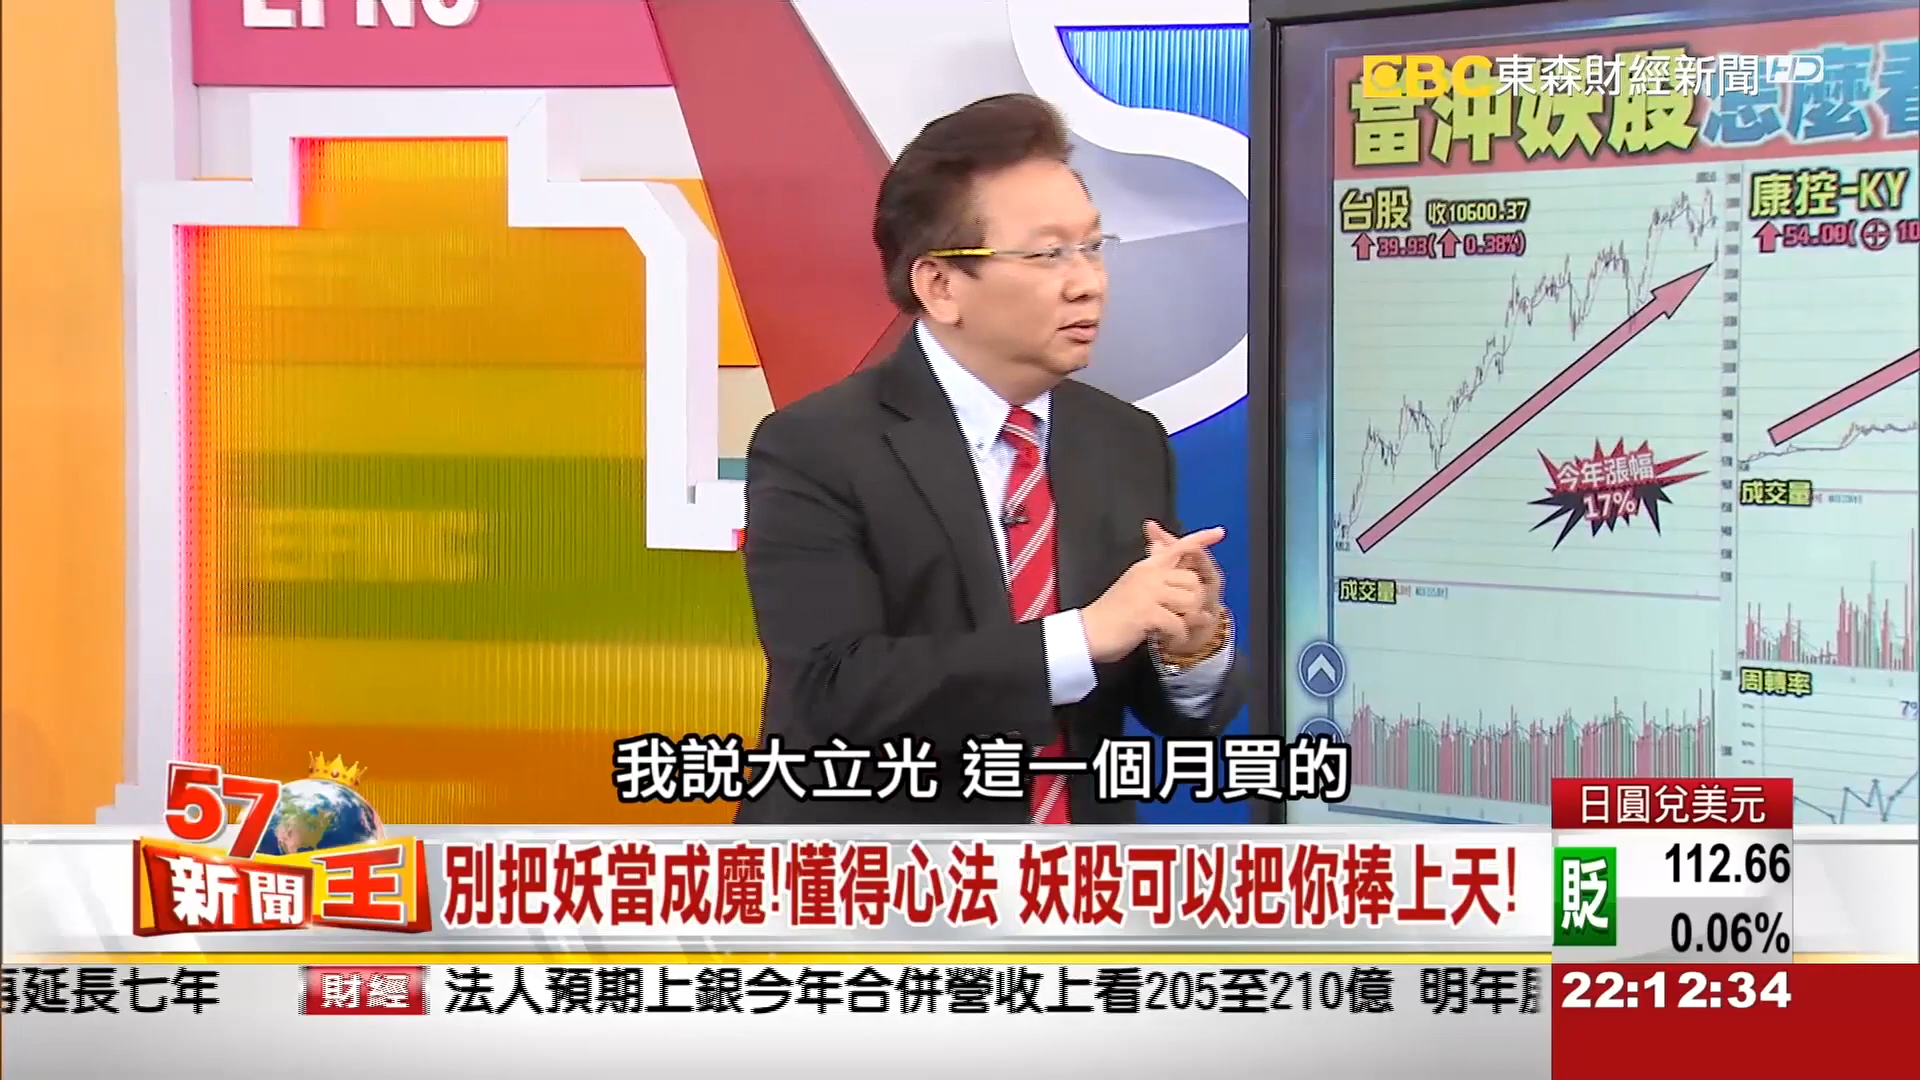 EBC東森財經新聞HD
當沖妖股怎麼看
台股 收10600.37
39.93( 0.38%)
康控-KY
54.00( 10
今年漲幅
17%
成交量
成交量
周轉率
我説大立光 這一個月買的
57
新聞王
別把妖當成魔!懂得心法 妖股可以把你捧上天!
日圓兌美元
貶
112.66
0.06%
延長七年 財經 法人預期上銀今年合併營收上看205至210億 明年
22:12:34